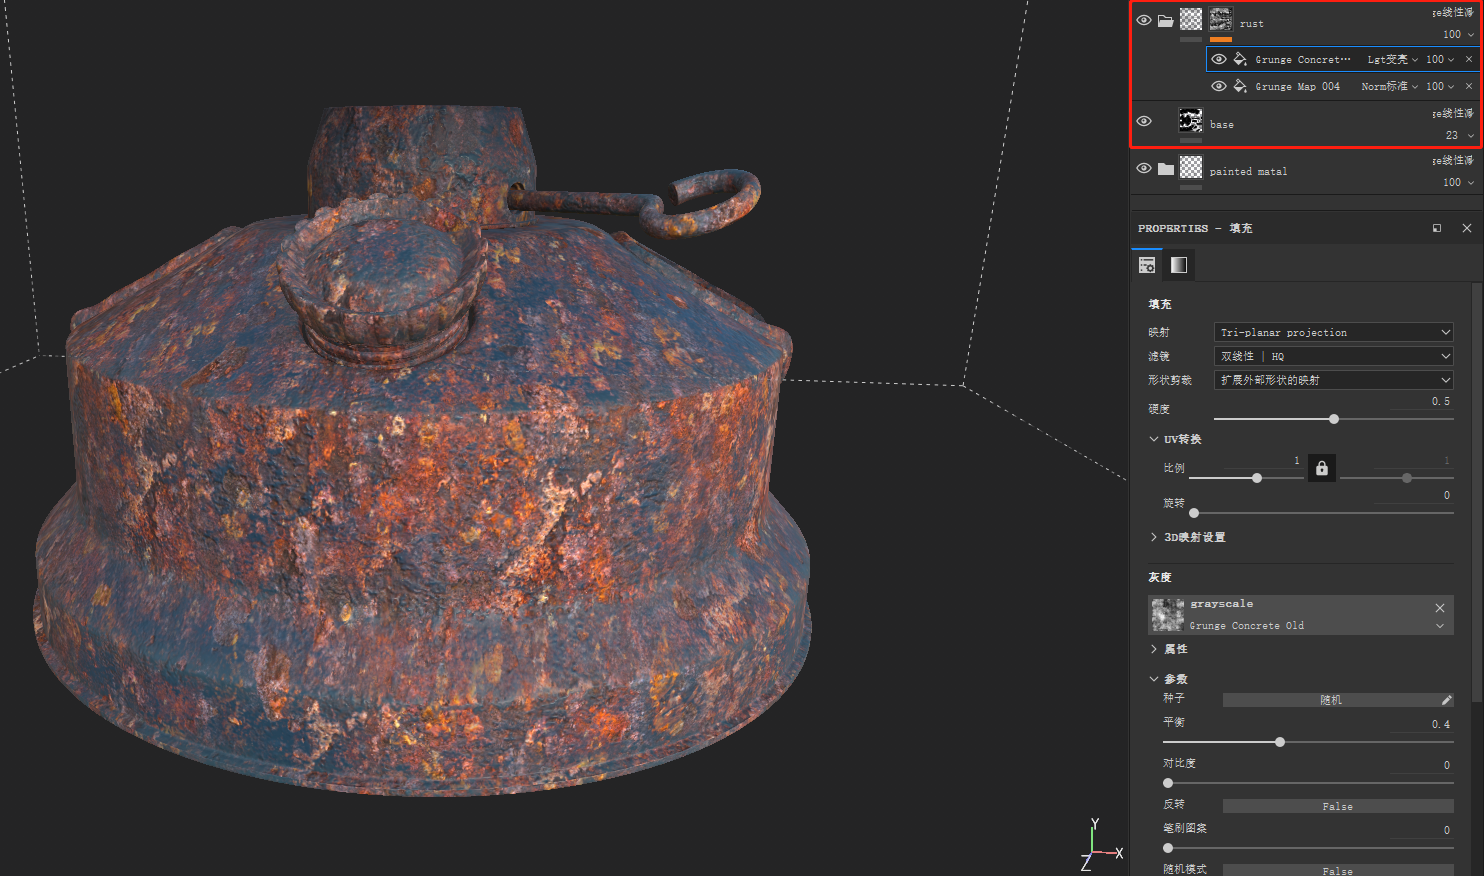 ge线性减
rust
100
Grunge Concret··· Lgt变亮 100 ×
Grunge Map 004 Norm标准 100 ×
ge线性减
base
23
ge线性减
painted matal
100
PROPERTIES - 填充
填充
映射 Tri-planar projection
滤镜 双线性 | HQ
形状剪裁 扩展外部形状的映射
0.5
硬度
UV转换
1 1
比例
0
旋转
3D映射设置
灰度
grayscale
Grunge Concrete Old
属性
参数
种子 随机
平衡 0.4
对比度 0
反转 False
笔刷图案 0
随机模式 False
Y
X
Z